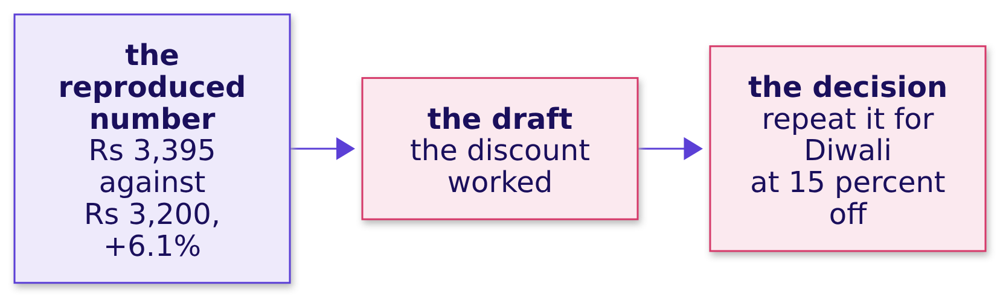 the
reproduced
number
Rs 3,395
against
Rs 3,200,
+6.1%
the draft
the discount
worked
the decision
repeat it for
Diwali
at 15 percent
off